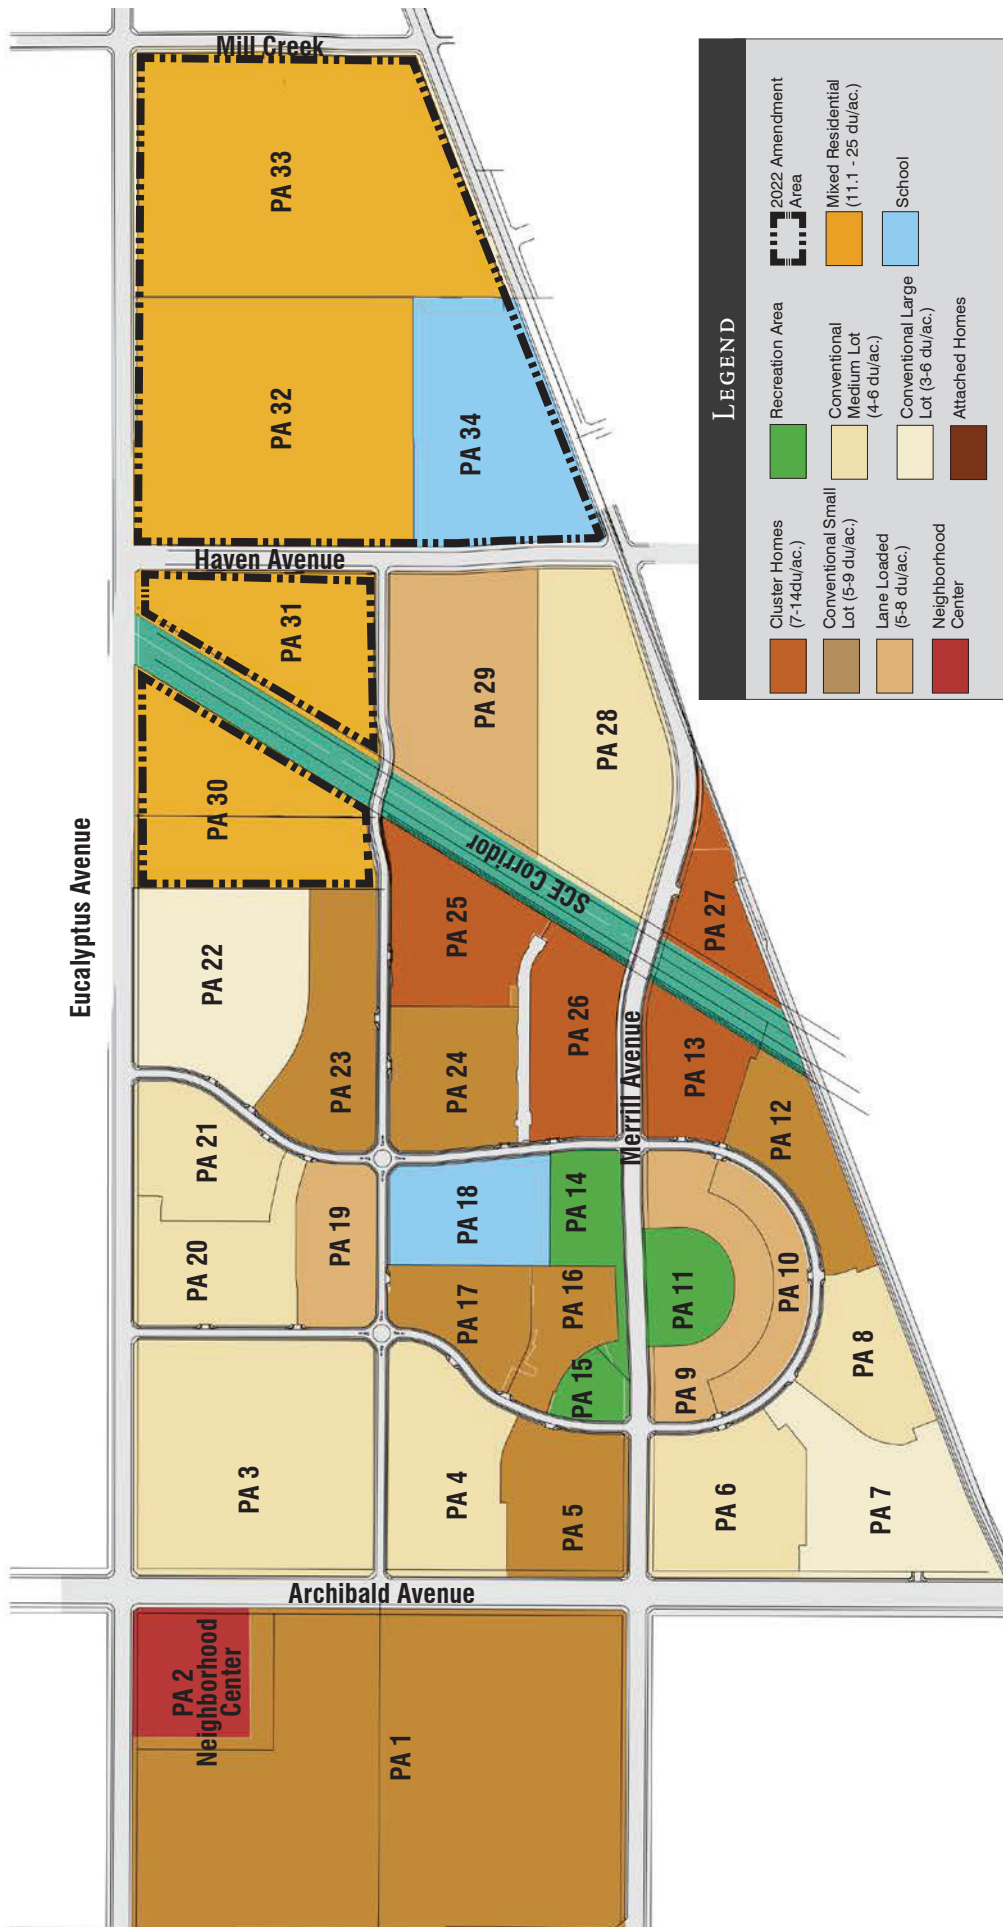 Mill Creek
PA 33
PA 32
PA 34
Haven Avenue
PA 31
PA 30
PA 29
PA 28
Eucalyptus Avenue
SCE Corridor
PA 25
PA 27
PA 22
PA 26
PA 23
PA 24
PA 13
Merrill Avenue
PA 12
PA 21
PA 20
PA 19
PA 18
PA 14
PA 17
PA 16
PA 11
PA 10
PA 15
PA 9
PA 8
PA 3
PA 4
PA 5
PA 6
PA 7
Archibald Avenue
PA 2
Neighborhood
Center
PA 1
LEGEND
Cluster Homes
(7-14du/ac.)
Conventional Small
Lot (5-9 du/ac.)
Lane Loaded
(5-8 du/ac.)
Neighborhood
Center
Recreation Area
Conventional
Medium Lot
(4-6 du/ac.)
Conventional Large
Lot (3-6 du/ac.)
Attached Homes
2022 Amendment
Area
Mixed Residential
(11.1 - 25 du/ac.)
School